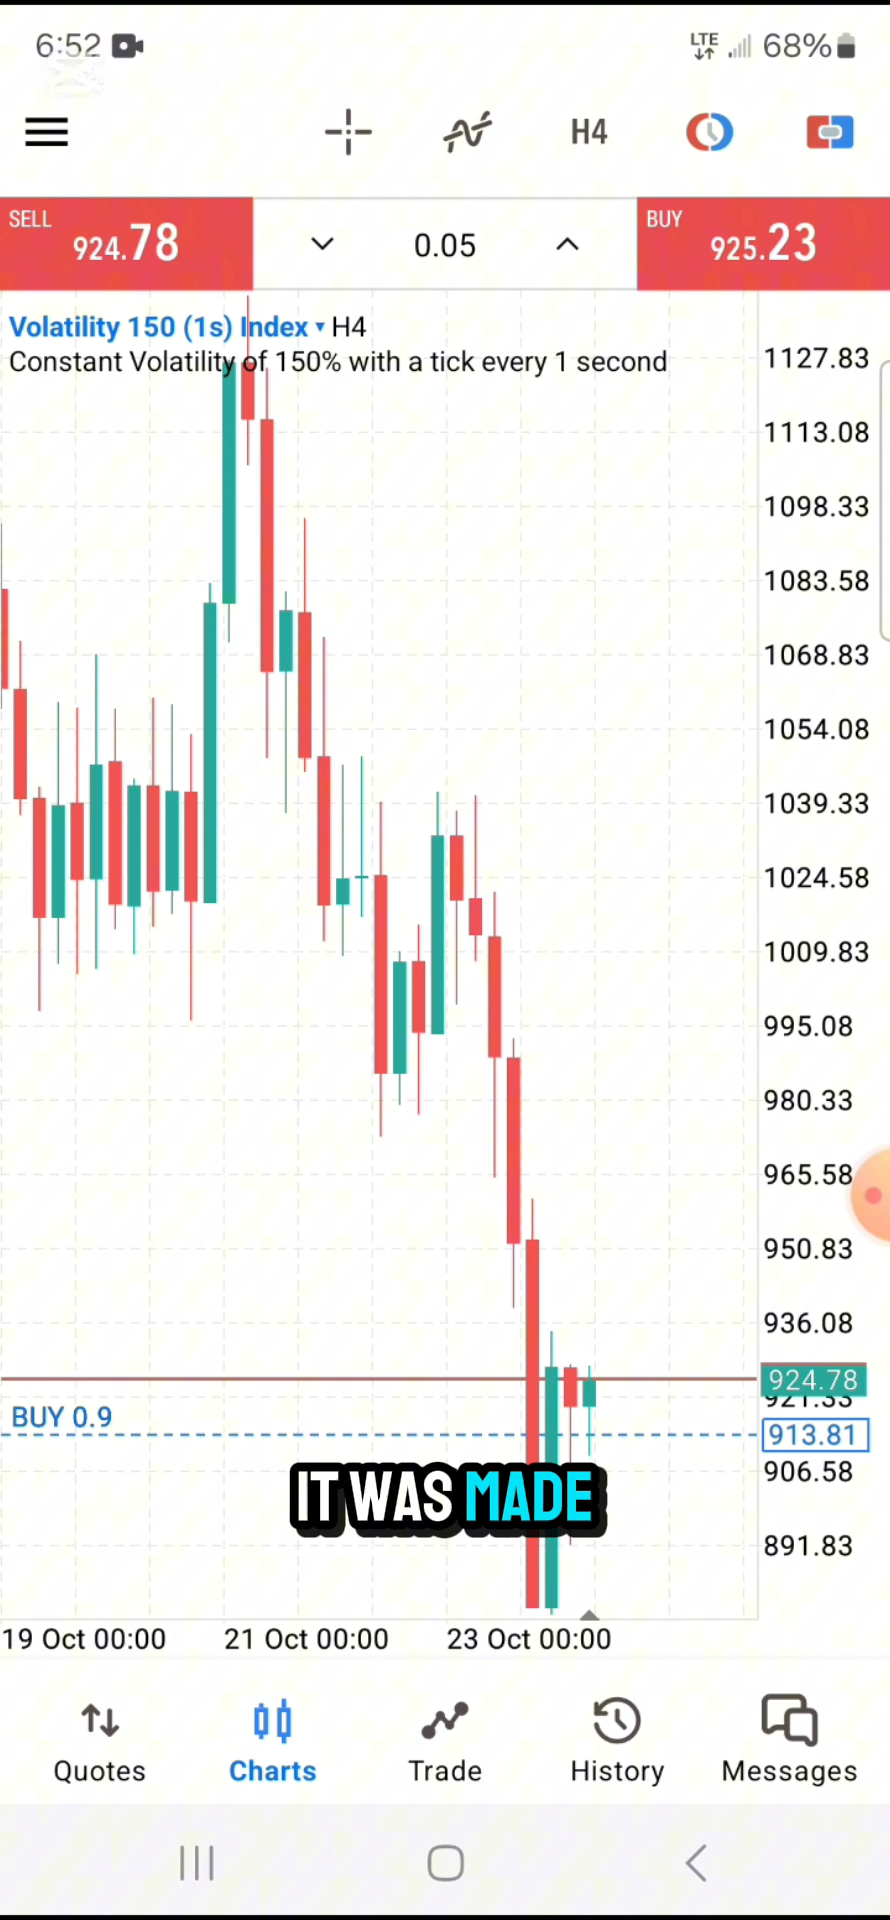 6:52 LTE 68%
H4
SELL 924.78 0.05 BUY 925.23
Volatility 150 (1s) Index ▾ H4
Constant Volatility of 150% with a tick every 1 second
1127.83
1113.08
1098.33
1083.58
1068.83
1054.08
1039.33
1024.58
1009.83
995.08
980.33
965.58
950.83
936.08
924.78
921.33
BUY 0.9
913.81
906.58
IT WAS MADE
891.83
19 Oct 00:00 21 Oct 00:00 23 Oct 00:00
Quotes Charts Trade History Messages